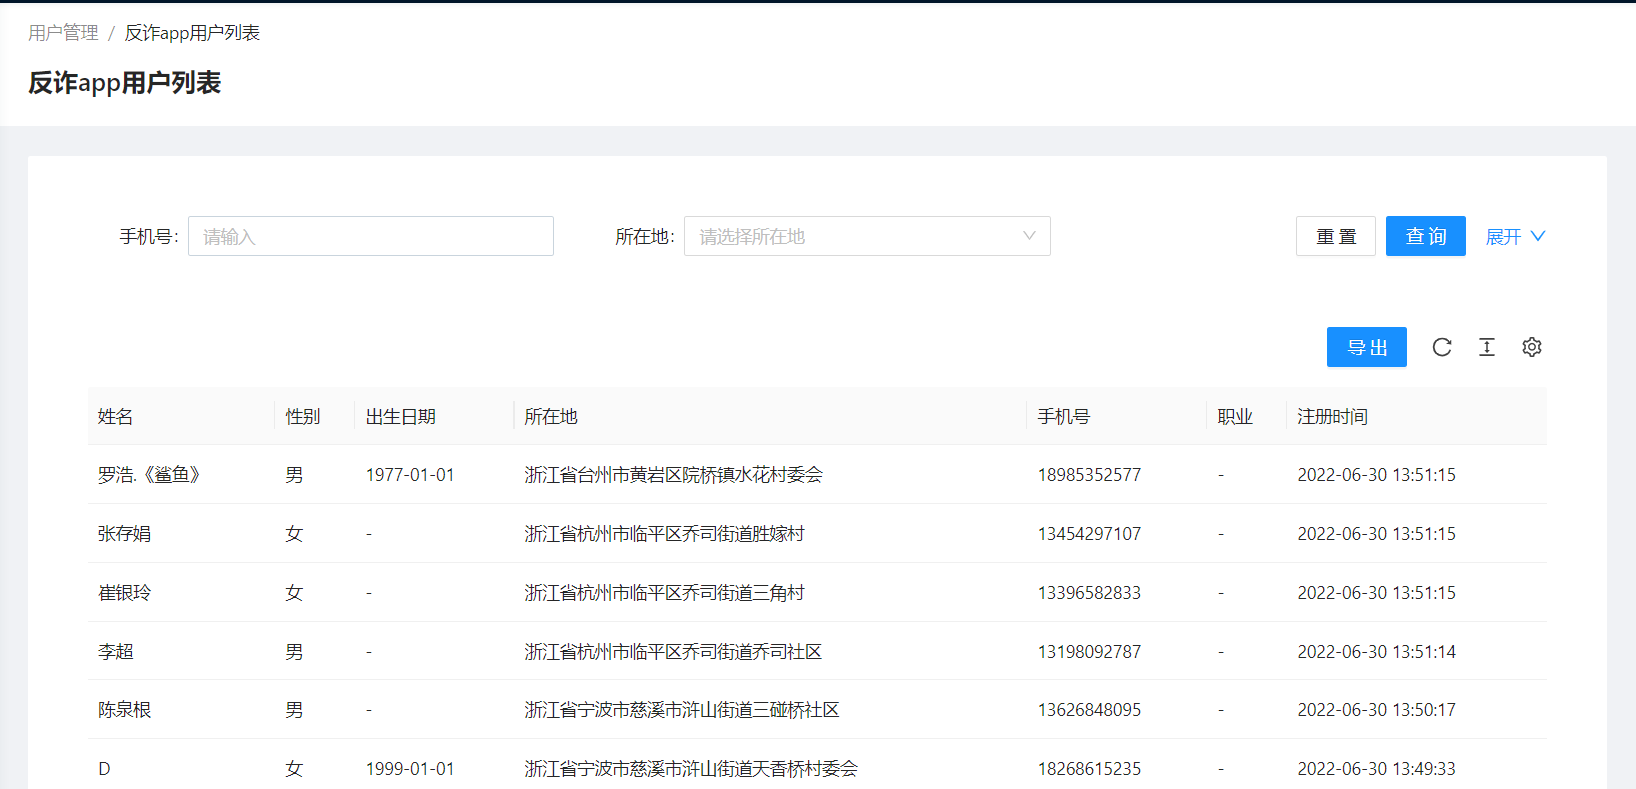 用户管理 / 反诈app用户列表
反诈app用户列表
手机号: 请输入 所在地: 请选择所在地 重 置 查 询 展开
导 出
姓名 性别 出生日期 所在地 手机号 职业 注册时间
罗浩.《鲨鱼》 男 1977-01-01 浙江省台州市黄岩区院桥镇水花村委会 18985352577 - 2022-06-30 13:51:15
张存娟 女 - 浙江省杭州市临平区乔司街道胜嫁村 13454297107 - 2022-06-30 13:51:15
崔银玲 女 - 浙江省杭州市临平区乔司街道三角村 13396582833 - 2022-06-30 13:51:15
李超 男 - 浙江省杭州市临平区乔司街道乔司社区 13198092787 - 2022-06-30 13:51:14
陈泉根 男 - 浙江省宁波市慈溪市浒山街道三碰桥社区 13626848095 - 2022-06-30 13:50:17
D 女 1999-01-01 浙江省宁波市慈溪市浒山街道天香桥村委会 18268615235 - 2022-06-30 13:49:33